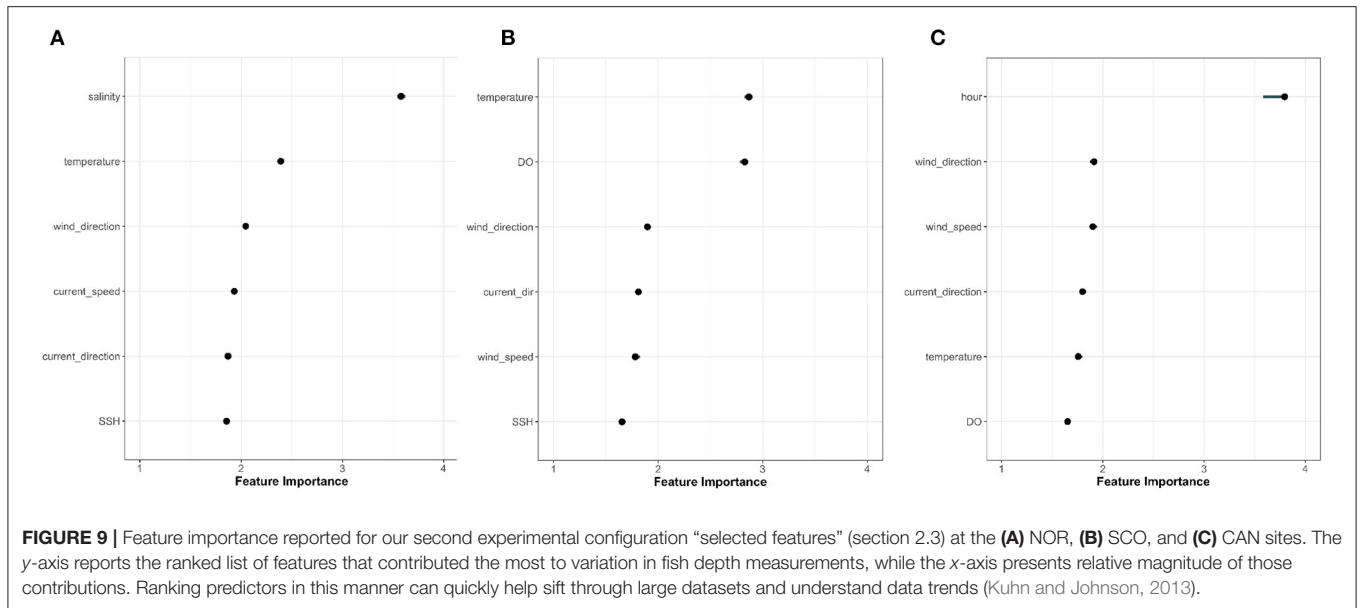 A
salinity
temperature
wind_direction
current_speed
current_direction
SSH
1 2 3 4
Feature Importance
B
temperature
DO
wind_direction
current_dir
wind_speed
SSH
1 2 3 4
Feature Importance
C
hour
wind_direction
wind_speed
current_direction
temperature
DO
1 2 3 4
Feature Importance
FIGURE 9 | Feature importance reported for our second experimental configuration “selected features” (section 2.3) at the (A) NOR, (B) SCO, and (C) CAN sites. The
y-axis reports the ranked list of features that contributed the most to variation in fish depth measurements, while the x-axis presents relative magnitude of those
contributions. Ranking predictors in this manner can quickly help sift through large datasets and understand data trends (Kuhn and Johnson, 2013).